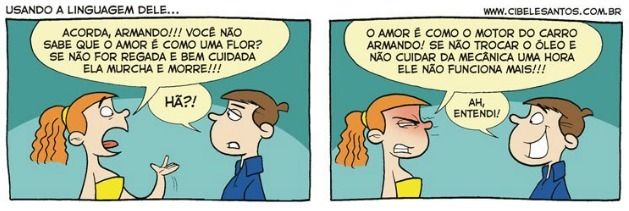 USANDO A LINGUAGEM DELE...
WWW.CIBELESANTOS.COM.BR
ACORDA, ARMANDO!!! VOCÊ NÃO
SABE QUE O AMOR É COMO UMA FLOR?
SE NÃO FOR REGADA E BEM CUIDADA
ELA MURCHA E MORRE!!!
HÃ?!
O AMOR É COMO O MOTOR DO CARRO
ARMANDO! SE NÃO TROCAR O ÓLEO E
NÃO CUIDAR DA MECÂNICA UMA HORA
ELE NÃO FUNCIONA MAIS!!!
AH,
ENTENDI!